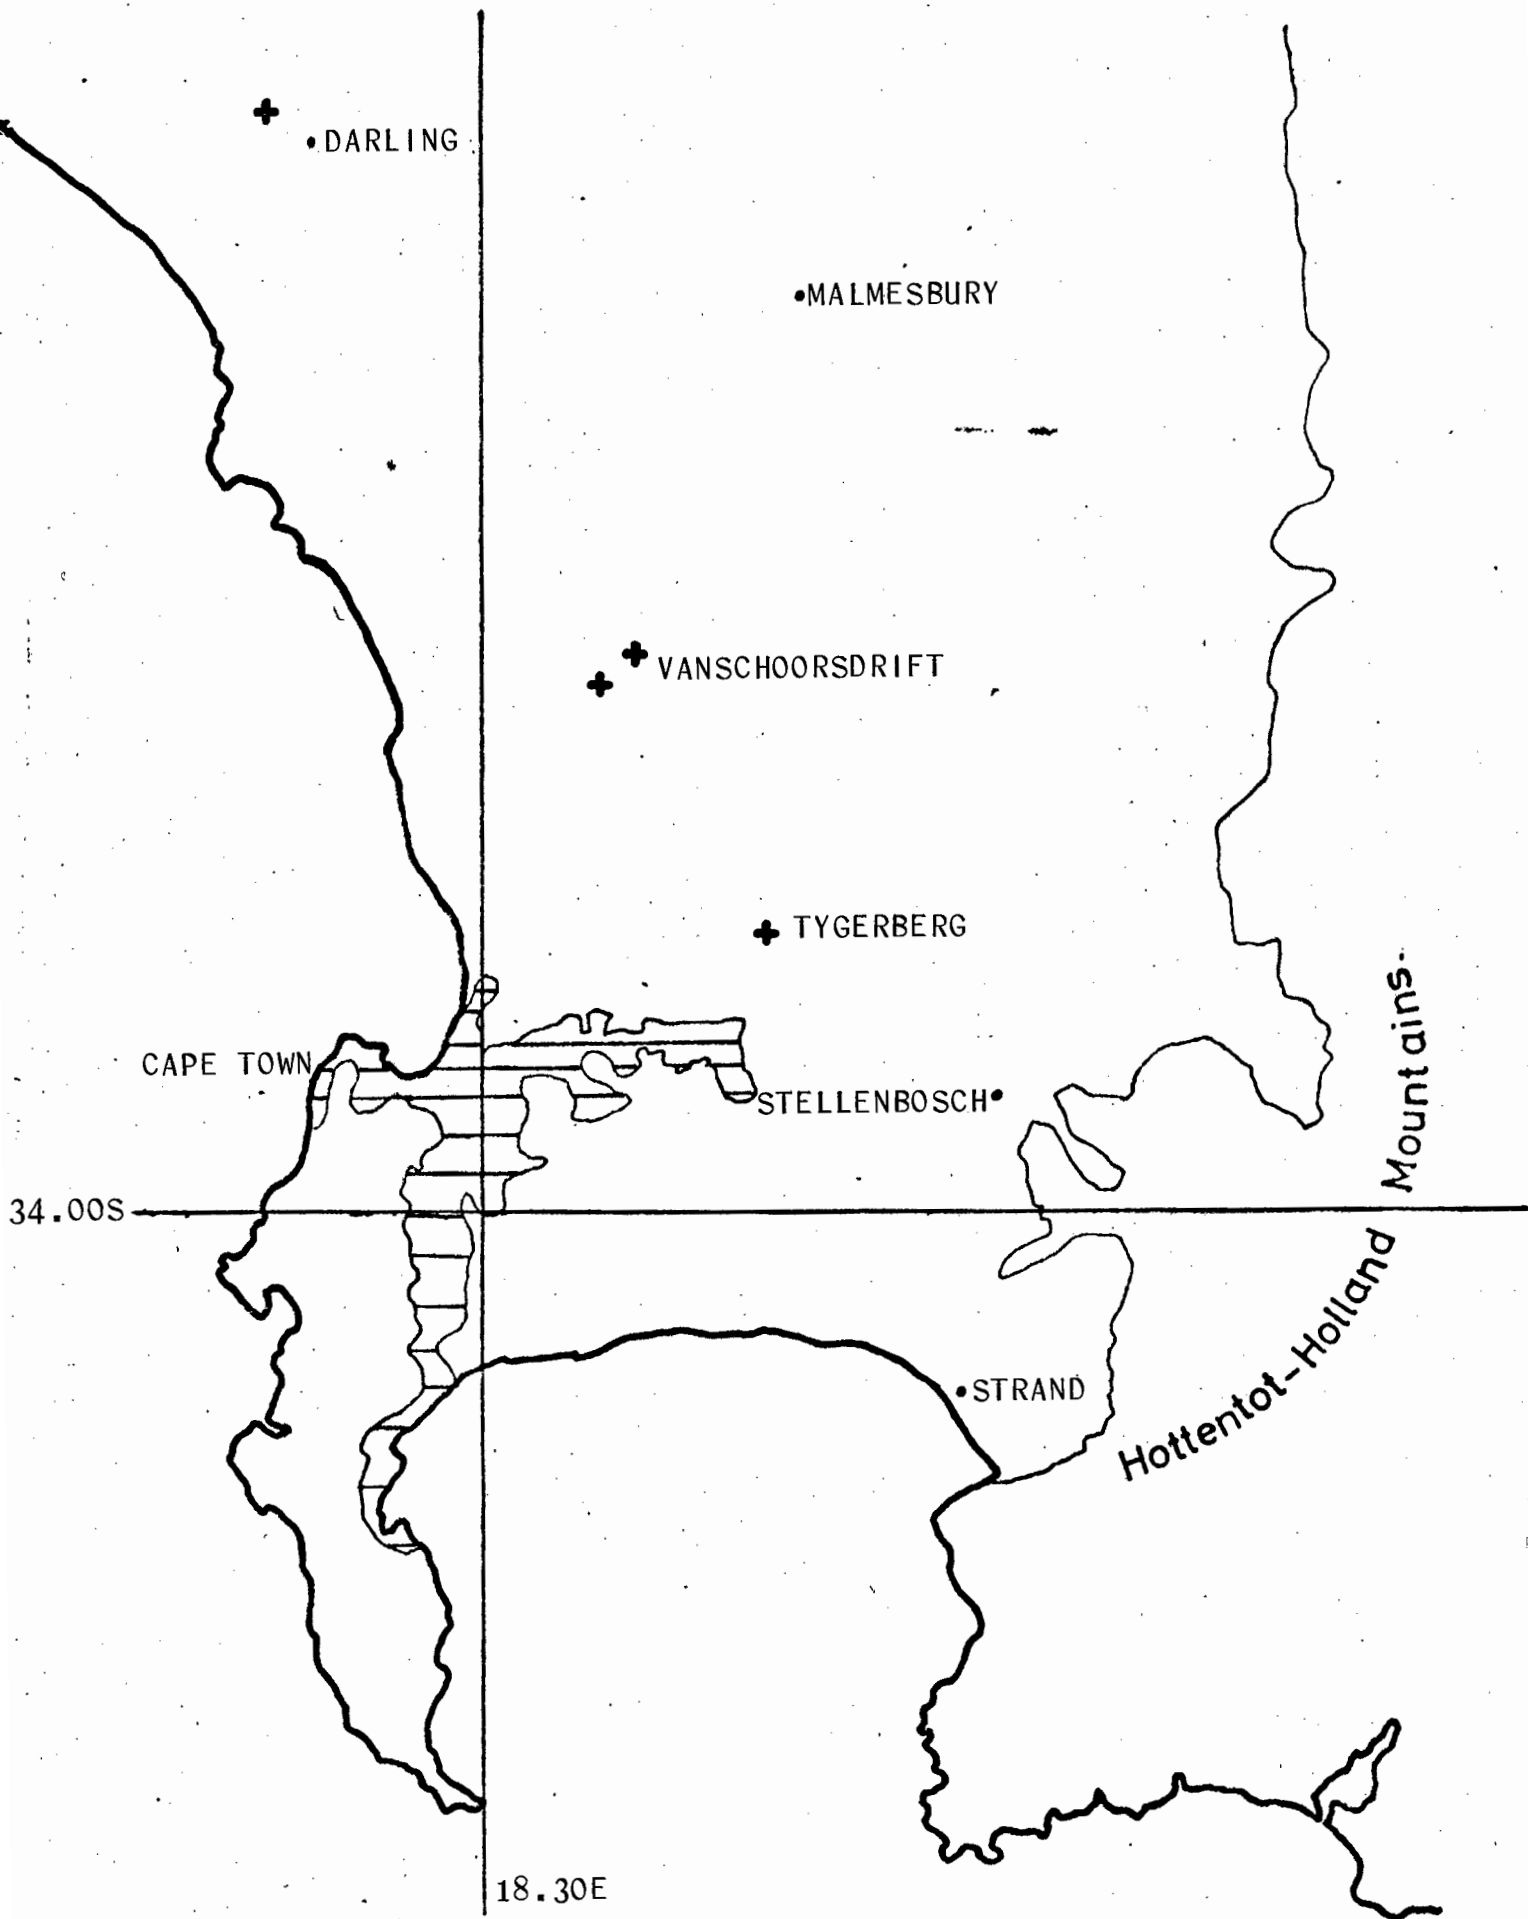 DARLING
MALMESBURY
VANSCHOORSDRIFT
TYGERBERG
CAPE TOWN
STELLENBOSCH
Mountains
34.00S
Hottentot-Holland
STRAND
18.30E